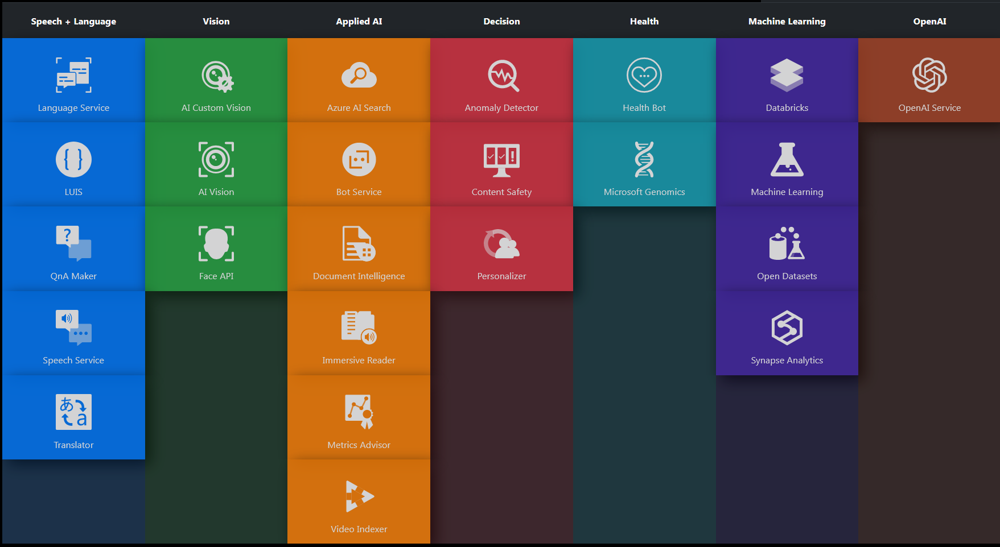 Speech + Language
Vision
Applied AI
Decision
Health
Machine Learning
OpenAI
Language Service
AI Custom Vision
Azure AI Search
Anomaly Detector
Health Bot
Databricks
OpenAI Service
LUIS
AI Vision
Bot Service
Content Safety
Microsoft Genomics
Machine Learning
?
QnA Maker
Face API
Document Intelligence
Personalizer
Open Datasets
Speech Service
Immersive Reader
Synapse Analytics
あ
a
Translator
Metrics Advisor
Video Indexer